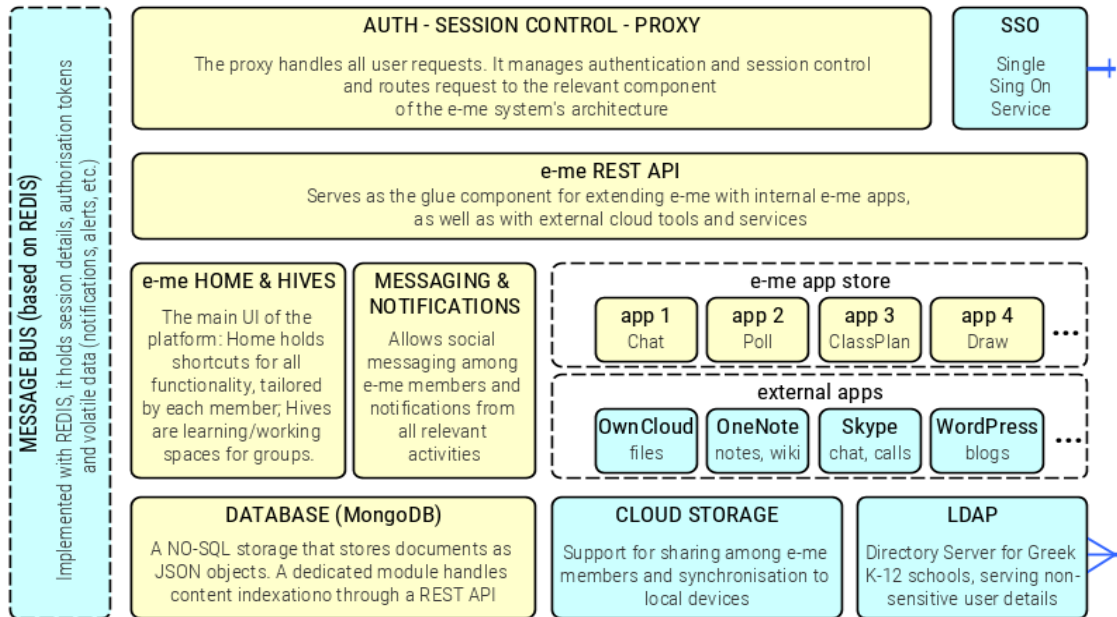 MESSAGE BUS (based on REDIS)
Implemented with REDIS, it holds session details, authorisation tokens
and volatile data (notifications, alerts, etc.)
AUTH - SESSION CONTROL - PROXY
The proxy handles all user requests. It manages authentication and session control
and routes request to the relevant component
of the e-me system's architecture
SSO
Single
Sing On
Service
e-me REST API
Serves as the glue component for extending e-me with internal e-me apps,
as well as with external cloud tools and services
e-me HOME & HIVES
The main UI of the
platform: Home holds
shortcuts for all
functionality, tailored
by each member; Hives
are learning/working
spaces for groups.
MESSAGING &
NOTIFICATIONS
Allows social
messaging among
e-me members and
notifications from
all relevant
activities
e-me app store
app 1
Chat
app 2
Poll
app 3
ClassPlan
app 4
Draw
...
external apps
OwnCloud
files
OneNote
notes, wiki
Skype
chat, calls
WordPress
blogs
...
DATABASE (MongoDB)
A NO-SQL storage that stores documents as
JSON objects. A dedicated module handles
content indexationo through a REST API
CLOUD STORAGE
Support for sharing among e-me
members and synchronisation to
local devices
LDAP
Directory Server for Greek
K-12 schools, serving non-
sensitive user details